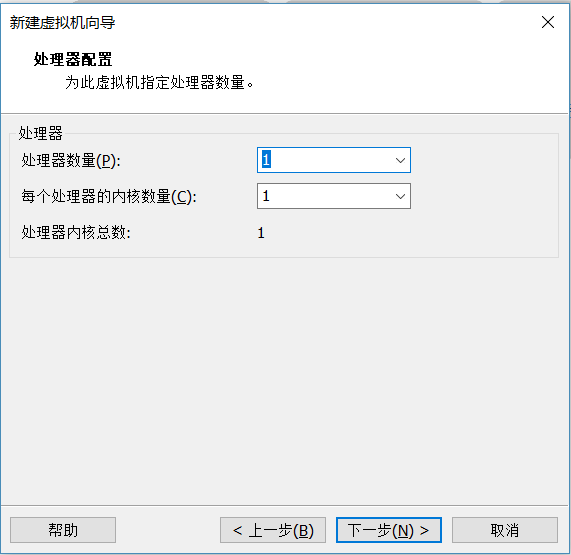 新建虚拟机向导
处理器配置
为此虚拟机指定处理器数量。
处理器
处理器数量(P): 1
每个处理器的内核数量(C): 1
处理器内核总数: 1
帮助 < 上一步(B) 下一步(N) > 取消